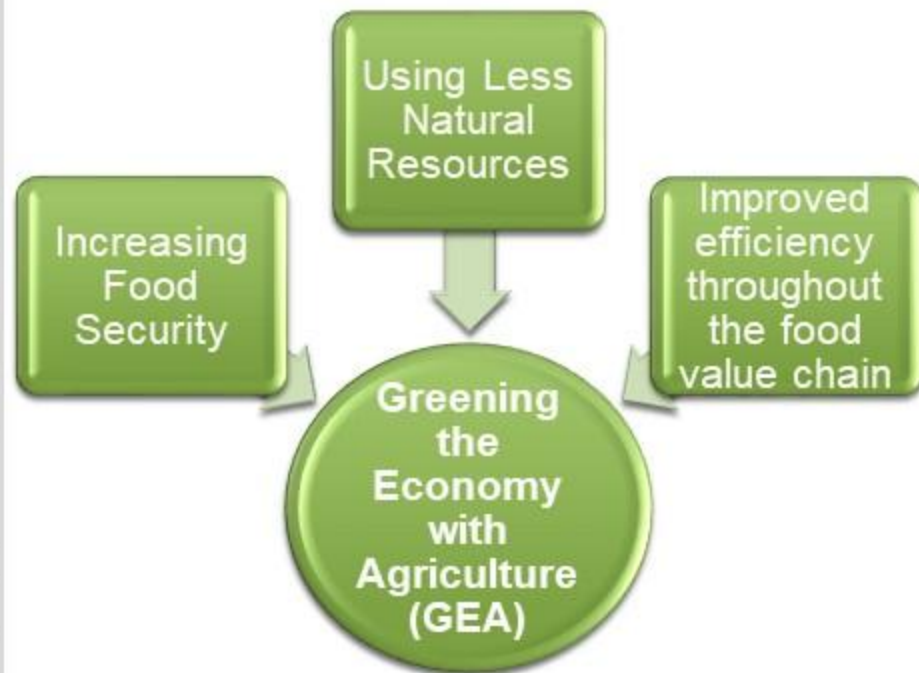 Using Less
Natural
Resources
Increasing
Food
Security
Improved
efficiency
throughout
the food
value chain
Greening
the
Economy
with
Agriculture
(GEA)